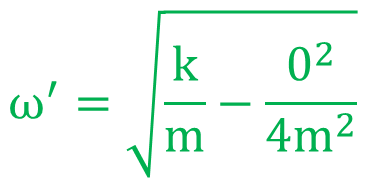 ω′ = √(k/m − 0²/4m²)